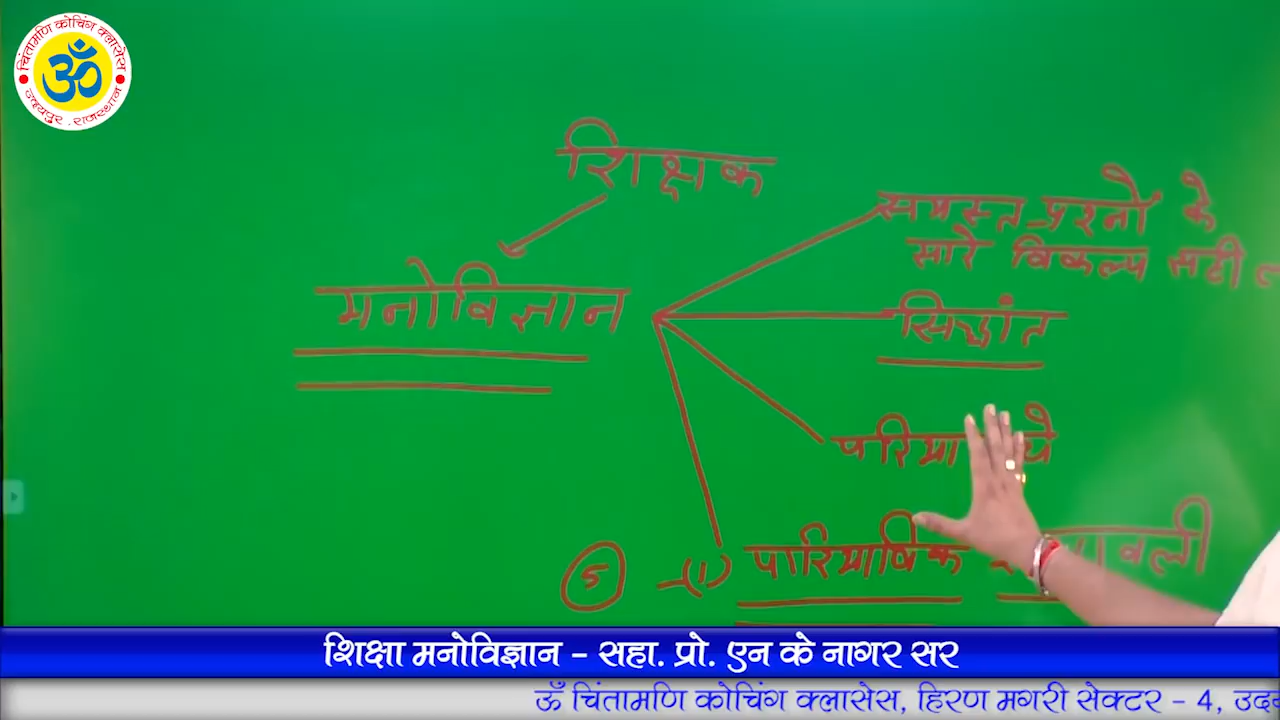 चिंतामणि कोचिंग क्लासेस
ॐ
उदयपुर - राजस्थान
शिक्षक
समस्त प्रश्नों के
सारे विकल्प सही
मनोविज्ञान
सिद्धांत
पारिभाषिक
(1)
5
शिक्षा मनोविज्ञान - सहा. प्रो. एन के नागर सर
ॐ चिंतामणि कोचिंग क्लासेस, हिरण मगरी सेक्टर - 4,